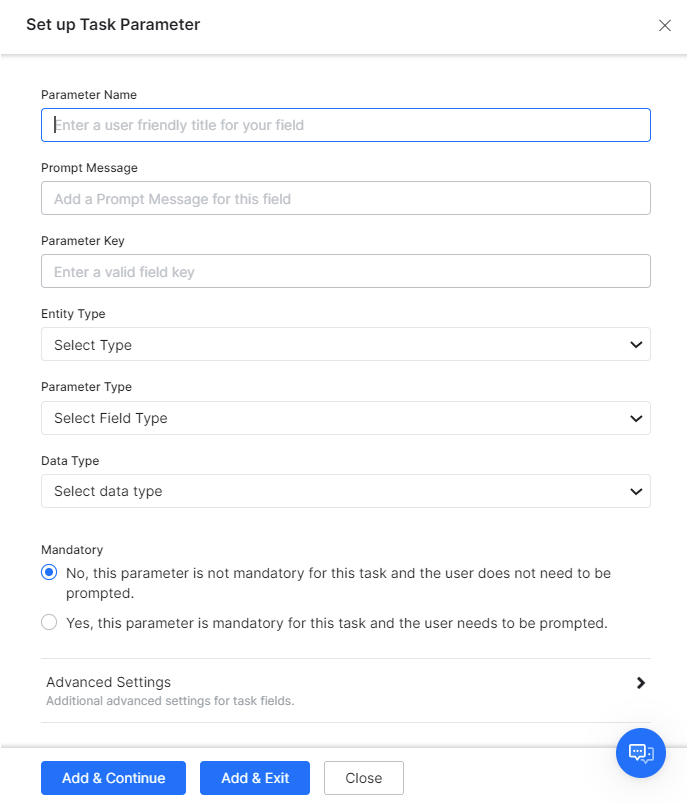 Set up Task Parameter
Parameter Name
Enter a user friendly title for your field
Prompt Message
Add a Prompt Message for this field
Parameter Key
Enter a valid field key
Entity Type
Select Type
Parameter Type
Select Field Type
Data Type
Select data type
Mandatory
No, this parameter is not mandatory for this task and the user does not need to be
prompted.
Yes, this parameter is mandatory for this task and the user needs to be prompted.
Advanced Settings
Additional advanced settings for task fields.
Add & Continue
Add & Exit
Close